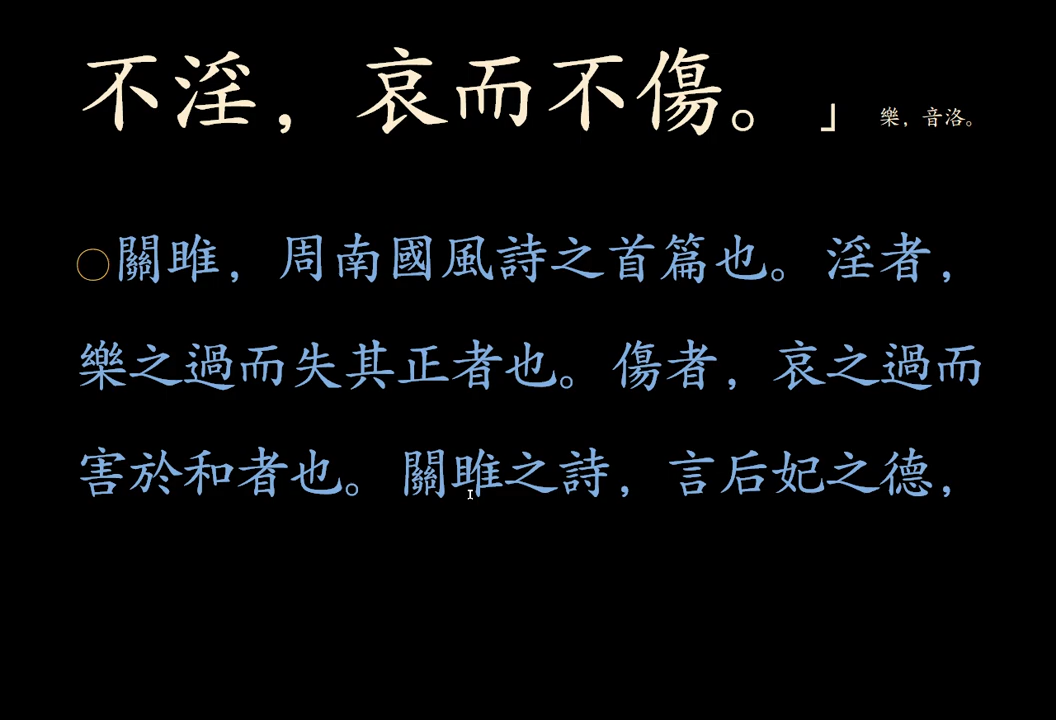 不淫，哀而不傷。」樂，音洛。
○關雎，周南國風詩之首篇也。淫者，
樂之過而失其正者也。傷者，哀之過而
害於和者也。關雎之詩，言后妃之德，